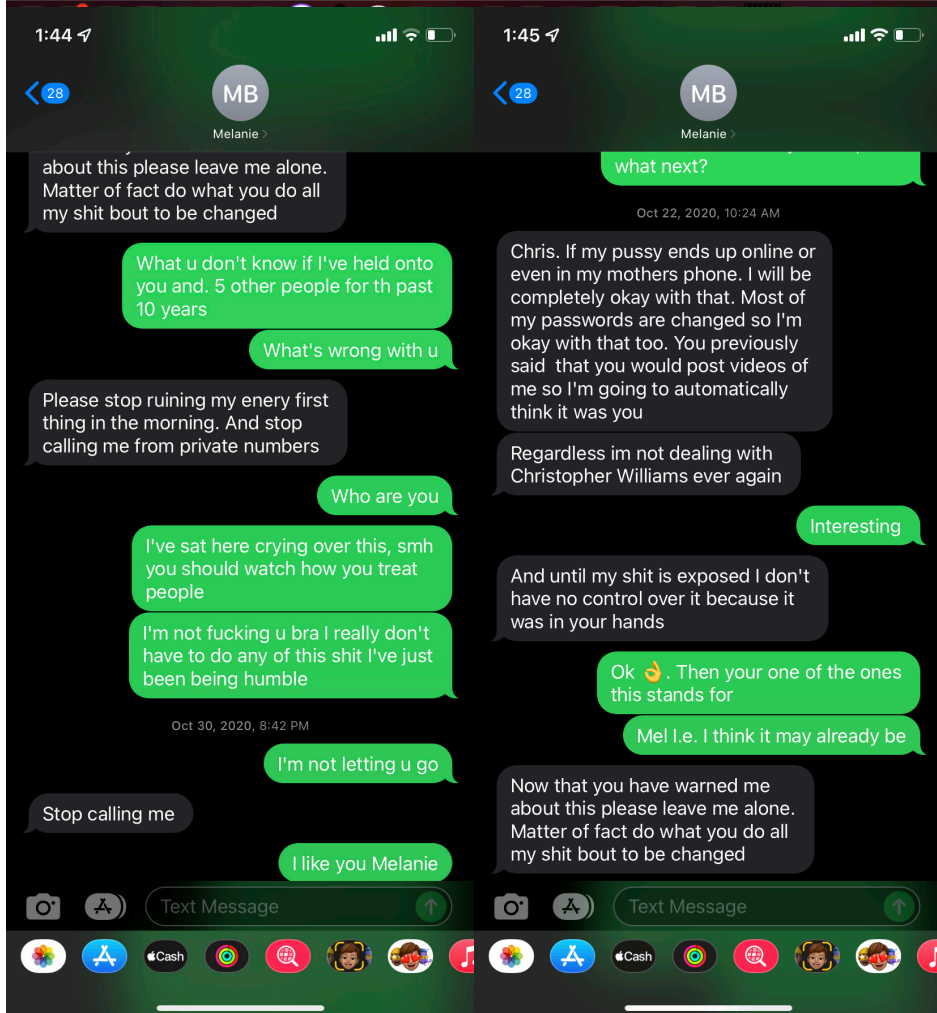 1:44
28
MB
Melanie
about this please leave me alone.
Matter of fact do what you do all
my shit bout to be changed
What u don't know if I've held onto
you and. 5 other people for th past
10 years
What's wrong with u
Please stop ruining my enery first
thing in the morning. And stop
calling me from private numbers
Who are you
I've sat here crying over this, smh
you should watch how you treat
people
I'm not fucking u bra I really don't
have to do any of this shit I've just
been being humble
Oct 30, 2020, 8:42 PM
I'm not letting u go
Stop calling me
I like you Melanie
Text Message
Cash
1:45
28
MB
Melanie
what next?
Oct 22, 2020, 10:24 AM
Chris. If my pussy ends up online or
even in my mothers phone. I will be
completely okay with that. Most of
my passwords are changed so I'm
okay with that too. You previously
said  that you would post videos of
me so I'm going to automatically
think it was you
Regardless im not dealing with
Christopher Williams ever again
Interesting
And until my shit is exposed I don't
have no control over it because it
was in your hands
Ok 👌. Then your one of the ones
this stands for
Mel I.e. I think it may already be
Now that you have warned me
about this please leave me alone.
Matter of fact do what you do all
my shit bout to be changed
Text Message
Cash